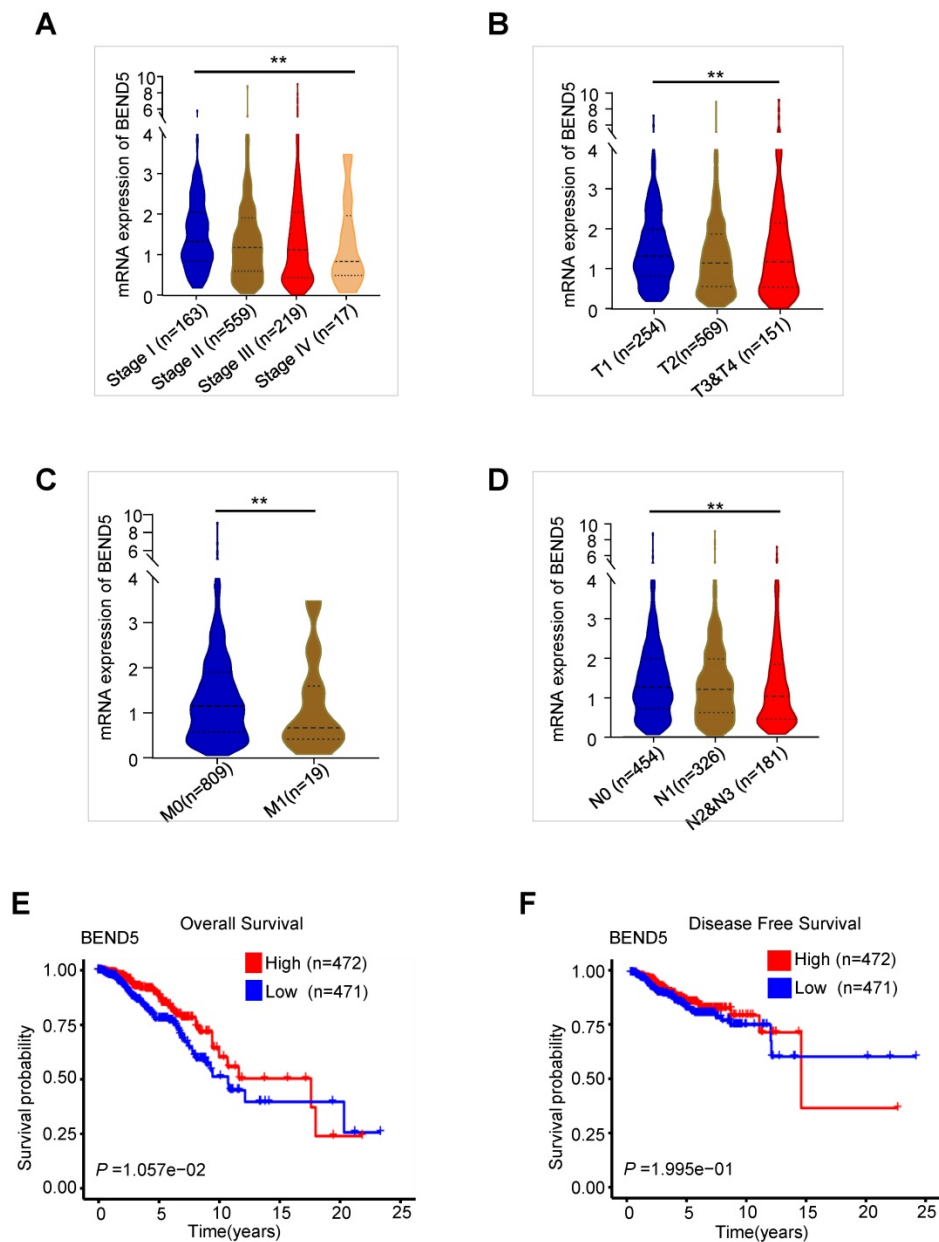 A
mRNA expression of BEND5
**
10
8
6
4
3
2
1
0
Stage I (n=163)
Stage II (n=559)
Stage III (n=219)
Stage IV (n=17)
B
mRNA expression of BEND5
**
10
8
6
4
3
2
1
0
T1 (n=254)
T2(n=569)
T3&T4 (n=151)
C
mRNA expression of BEND5
**
10
8
6
4
3
2
1
0
M0(n=809)
M1(n=19)
D
mRNA expression of BEND5
**
10
8
6
4
3
2
1
0
N0 (n=454)
N1(n=326)
N2&N3 (n=181)
E
Overall Survival
BEND5
High (n=472)
Low (n=471)
Survival probability
1.00
0.75
0.50
0.25
0.00
P =1.057e−02
0 5 10 15 20 25
Time(years)
F
Disease Free Survival
BEND5
High (n=472)
Low (n=471)
Survival probability
1.00
0.75
0.50
0.25
0.00
P =1.995e−01
0 5 10 15 20 25
Time(years)